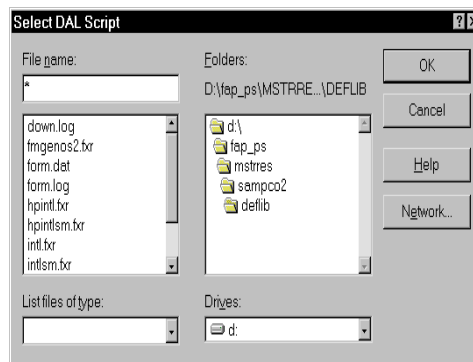 Select DAL Script
File name:
*
down.log
fmgenos2.fxr
form.dat
form.log
hpintl.fxr
hpintlsm.fxr
intl.fxr
intlsm.fxr
List files of type:
Folders:
D:\fap_ps\MSTRRE...\DEFLIB
d:\
fap_ps
mstrres
sampco2
deflib
Drives:
d:
OK
Cancel
Help
Network...